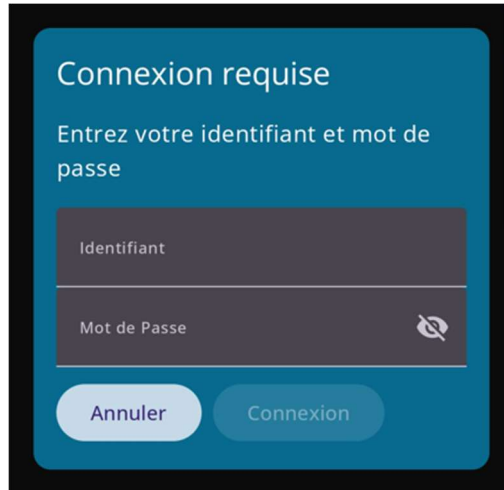 Connexion requise
Entrez votre identifiant et mot de
passe
Identifiant
Mot de Passe
Annuler
Connexion